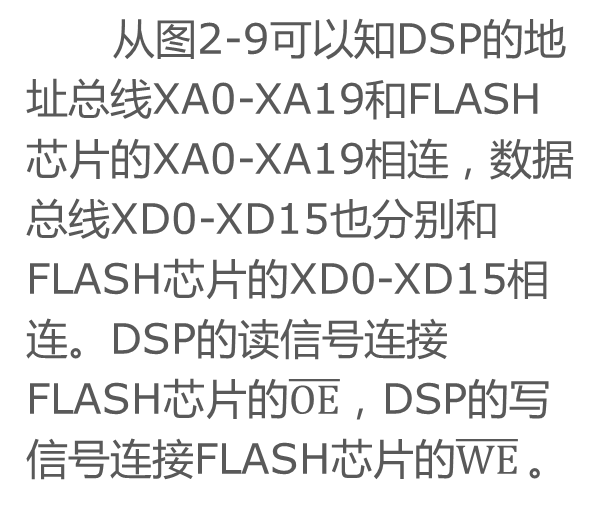 从图2-9可以知DSP的地
址总线XA0-XA19和FLASH
芯片的XA0-XA19相连，数据
总线XD0-XD15也分别和
FLASH芯片的XD0-XD15相
连。DSP的读信号连接
FLASH芯片的O̅E̅，DSP的写
信号连接FLASH芯片的W̅E̅。